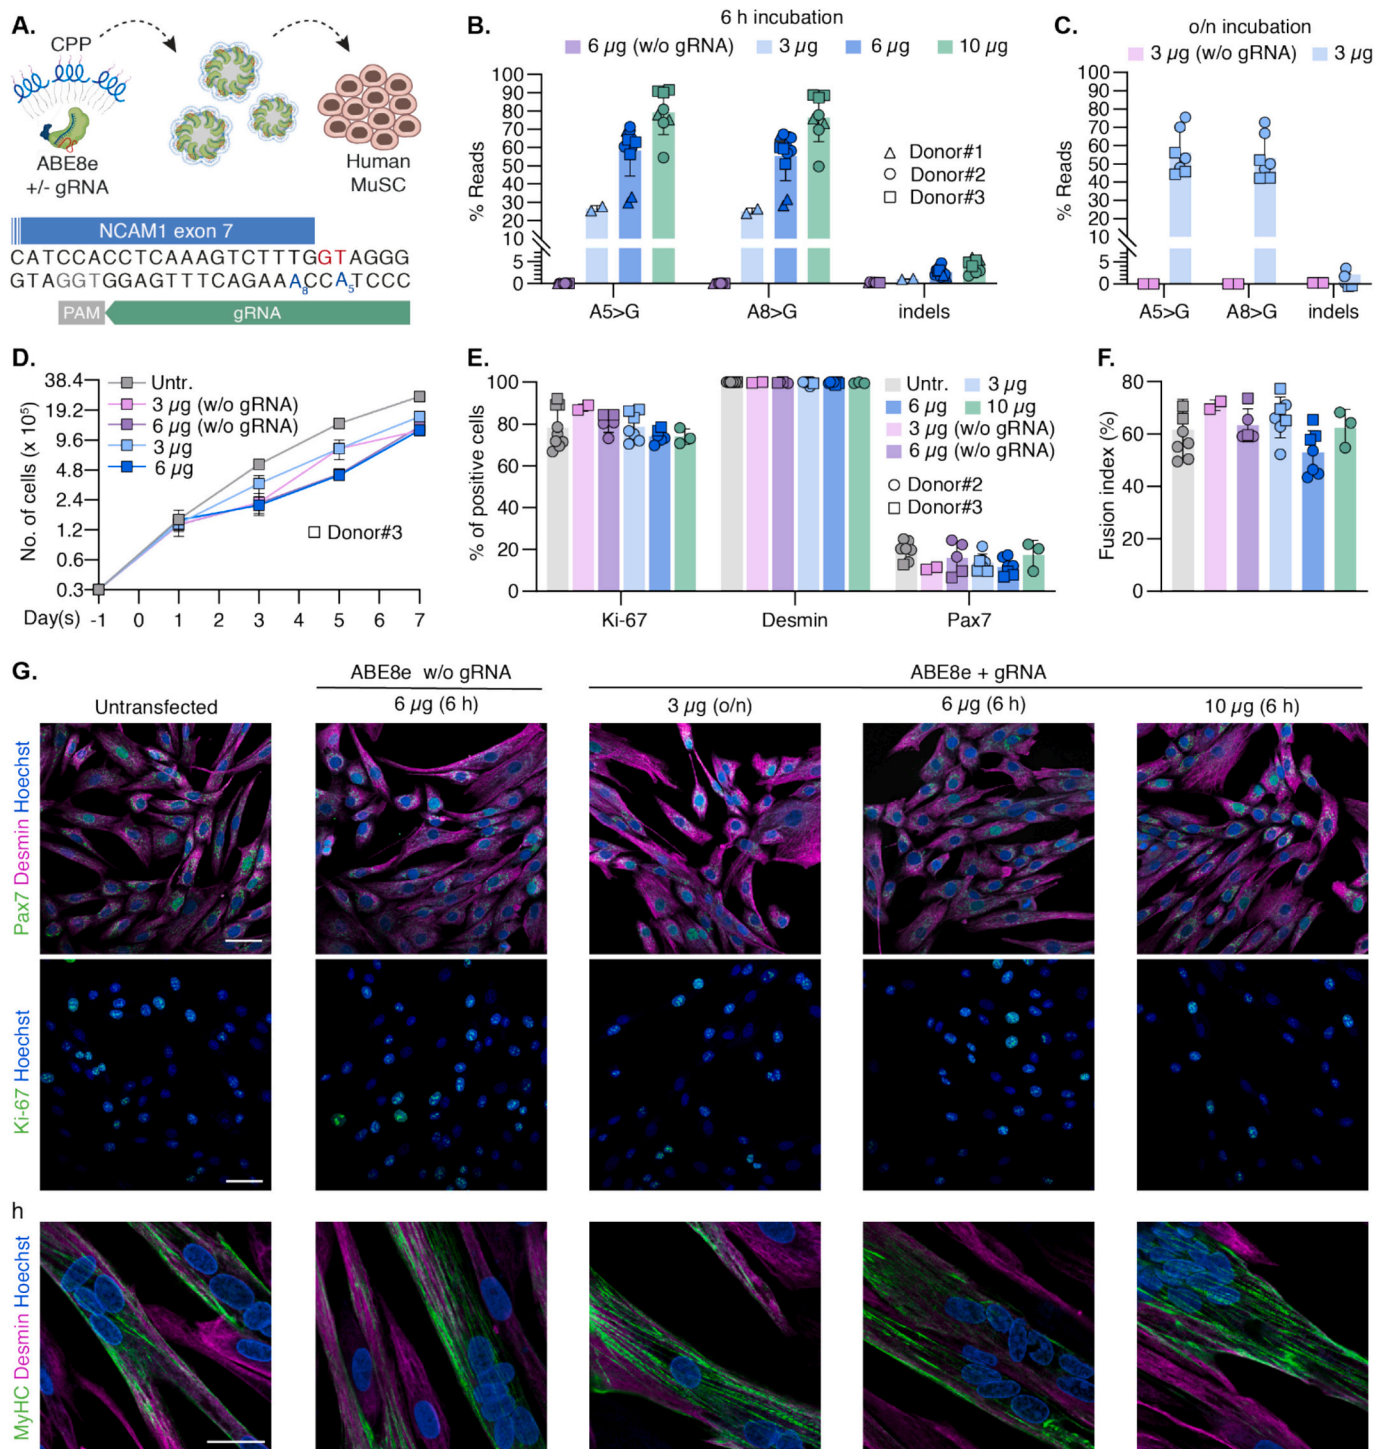 A.
CPP
ABE8e
+/- gRNA
Human
MuSC
NCAM1 exon 7
CATCCACCTCAAAGTCTTTGGTAGGG
GTAGGTGGAGTTTCAGAAA8CCA5TCCC
PAM
gRNA
B.
6 h incubation
6 µg (w/o gRNA) 3 µg 6 µg 10 µg
% Reads
100
90
80
70
60
50
40
30
20
10
5
0
Donor#1
Donor#2
Donor#3
A5>G A8>G indels
C.
o/n incubation
3 µg (w/o gRNA) 3 µg
% Reads
100
90
80
70
60
50
40
30
20
10
5
0
A5>G A8>G indels
D.
No. of cells (x 10⁵)
38.4
19.2
9.6
4.8
2.4
1.2
0.6
0.3
Untr.
3 µg (w/o gRNA)
6 µg (w/o gRNA)
3 µg
6 µg
Donor#3
Day(s) -1 0 1 2 3 4 5 6 7
E.
% of positive cells
100
80
60
40
20
0
Untr. 3 µg
6 µg 10 µg
3 µg (w/o gRNA)
6 µg (w/o gRNA)
Donor#2
Donor#3
Ki-67 Desmin Pax7
F.
Fusion index (%)
80
60
40
20
0
G.
ABE8e w/o gRNA ABE8e + gRNA
Untransfected 6 µg (6 h) 3 µg (o/n) 6 µg (6 h) 10 µg (6 h)
Pax7 Desmin Hoechst
Ki-67 Hoechst
h
MyHC Desmin Hoechst